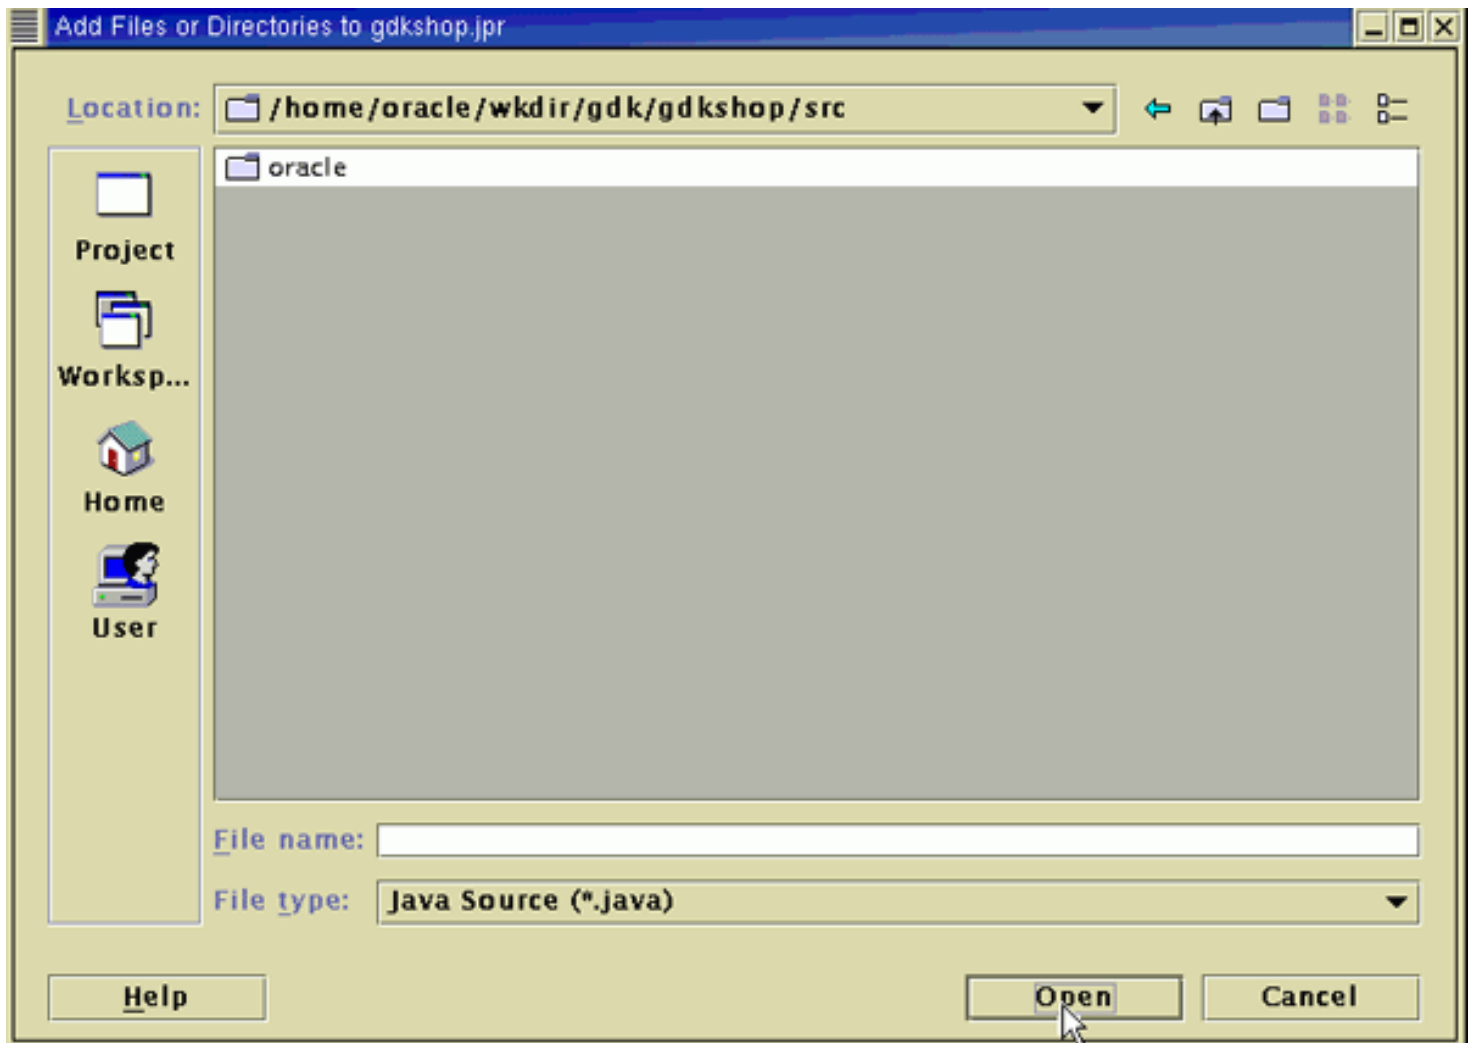 Add Files or Directories to gdkshop.jpr
Location: /home/oracle/wkdir/gdk/gdkshop/src
oracle
Project
Worksp...
Home
User
File name:
File type: Java Source (*.java)
Help Open Cancel